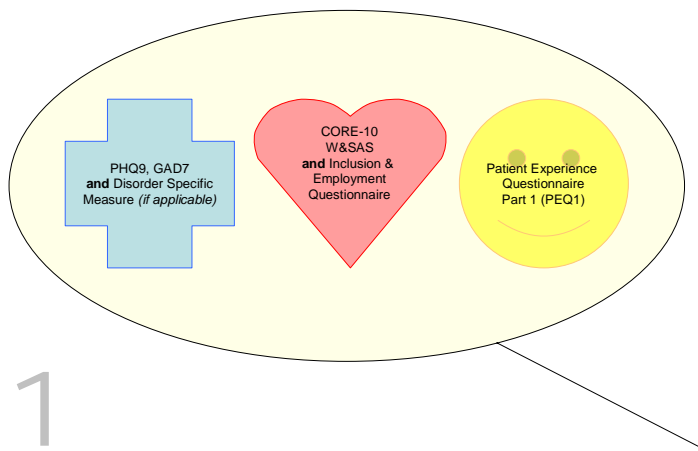 PHQ9, GAD7
and Disorder Specific
Measure (if applicable)
CORE-10
W&SAS
and Inclusion &
Employment
Questionnaire
Patient Experience
Questionnaire
Part 1 (PEQ1)
1